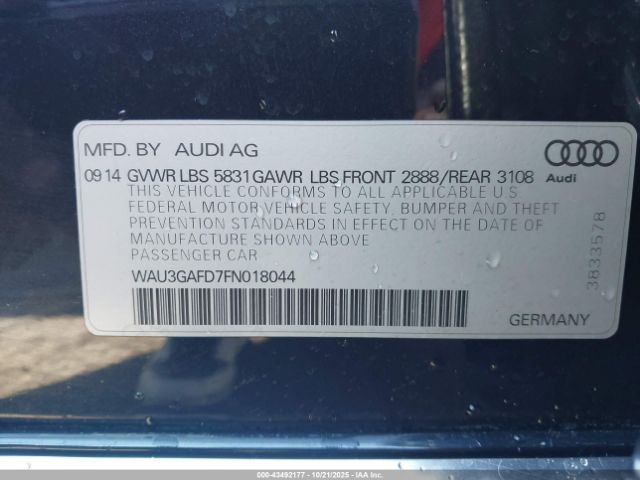 MFD. BY AUDI AG
09 14 GVWR LBS 5831 GAWR LBS FRONT 2888/REAR 3108
Audi
THIS VEHICLE CONFORMS TO ALL APPLICABLE U.S.
FEDERAL MOTOR VEHICLE SAFETY, BUMPER AND THEFT
PREVENTION STANDARDS IN EFFECT ON THE DATE OF
MANUFACTURE SHOWN ABOVE
PASSENGER CAR
WAU3GAFD7FN018044
3833578
GERMANY
000-43492177 - 10/21/2025 - IAAI.COM